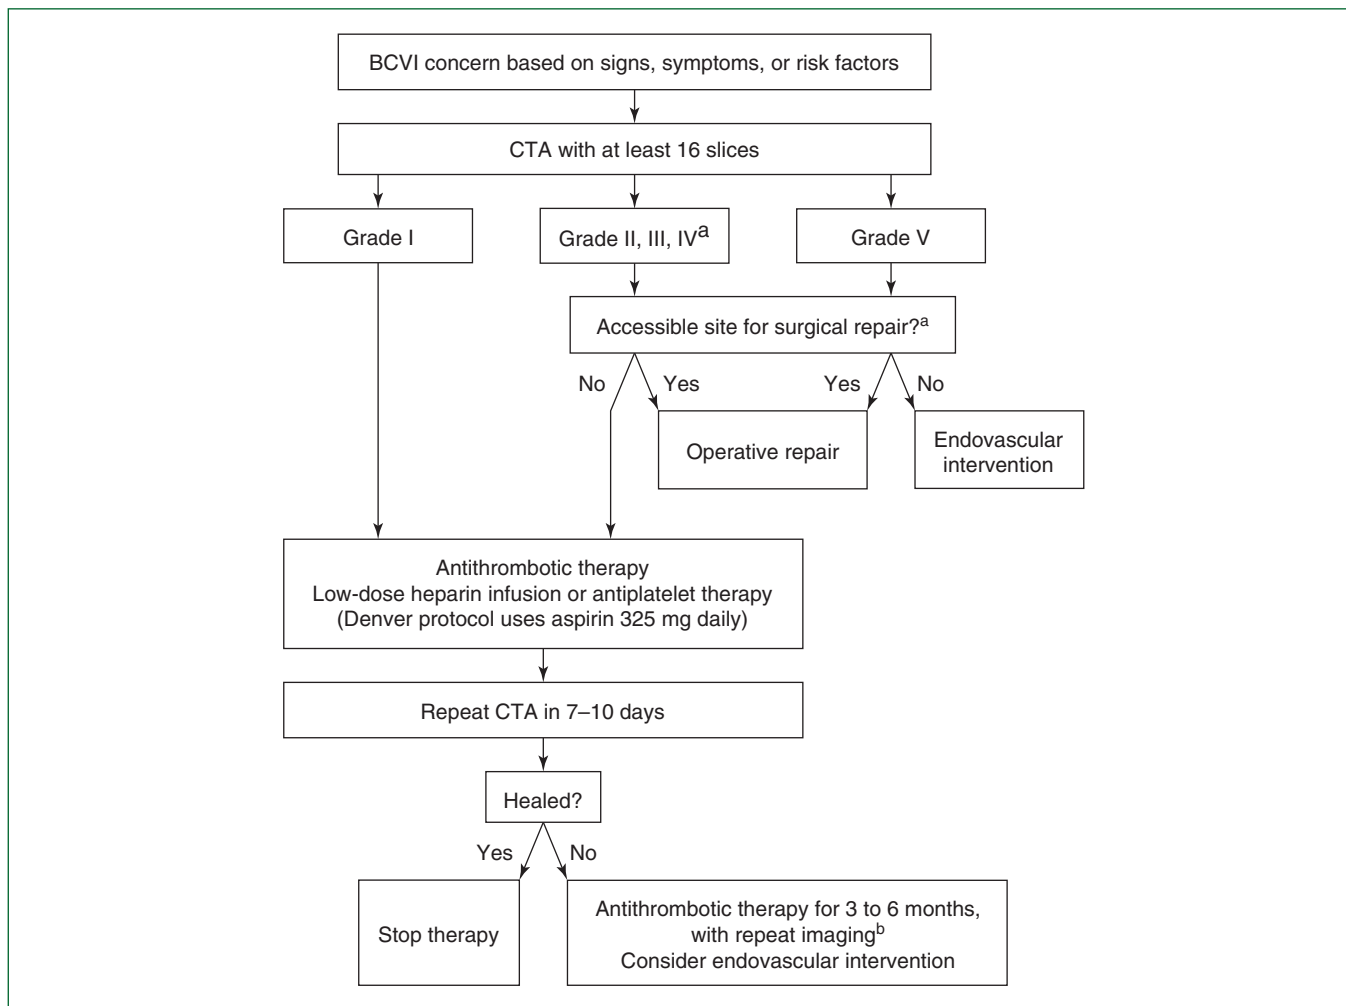 BCVI concern based on signs, symptoms, or risk factors
CTA with at least 16 slices
Grade I
Grade II, III, IVa
Grade V
Accessible site for surgical repair?a
No
Yes
Yes
No
Operative repair
Endovascular
intervention
Antithrombotic therapy
Low-dose heparin infusion or antiplatelet therapy
(Denver protocol uses aspirin 325 mg daily)
Repeat CTA in 7–10 days
Healed?
Yes
No
Stop therapy
Antithrombotic therapy for 3 to 6 months,
with repeat imagingb
Consider endovascular intervention